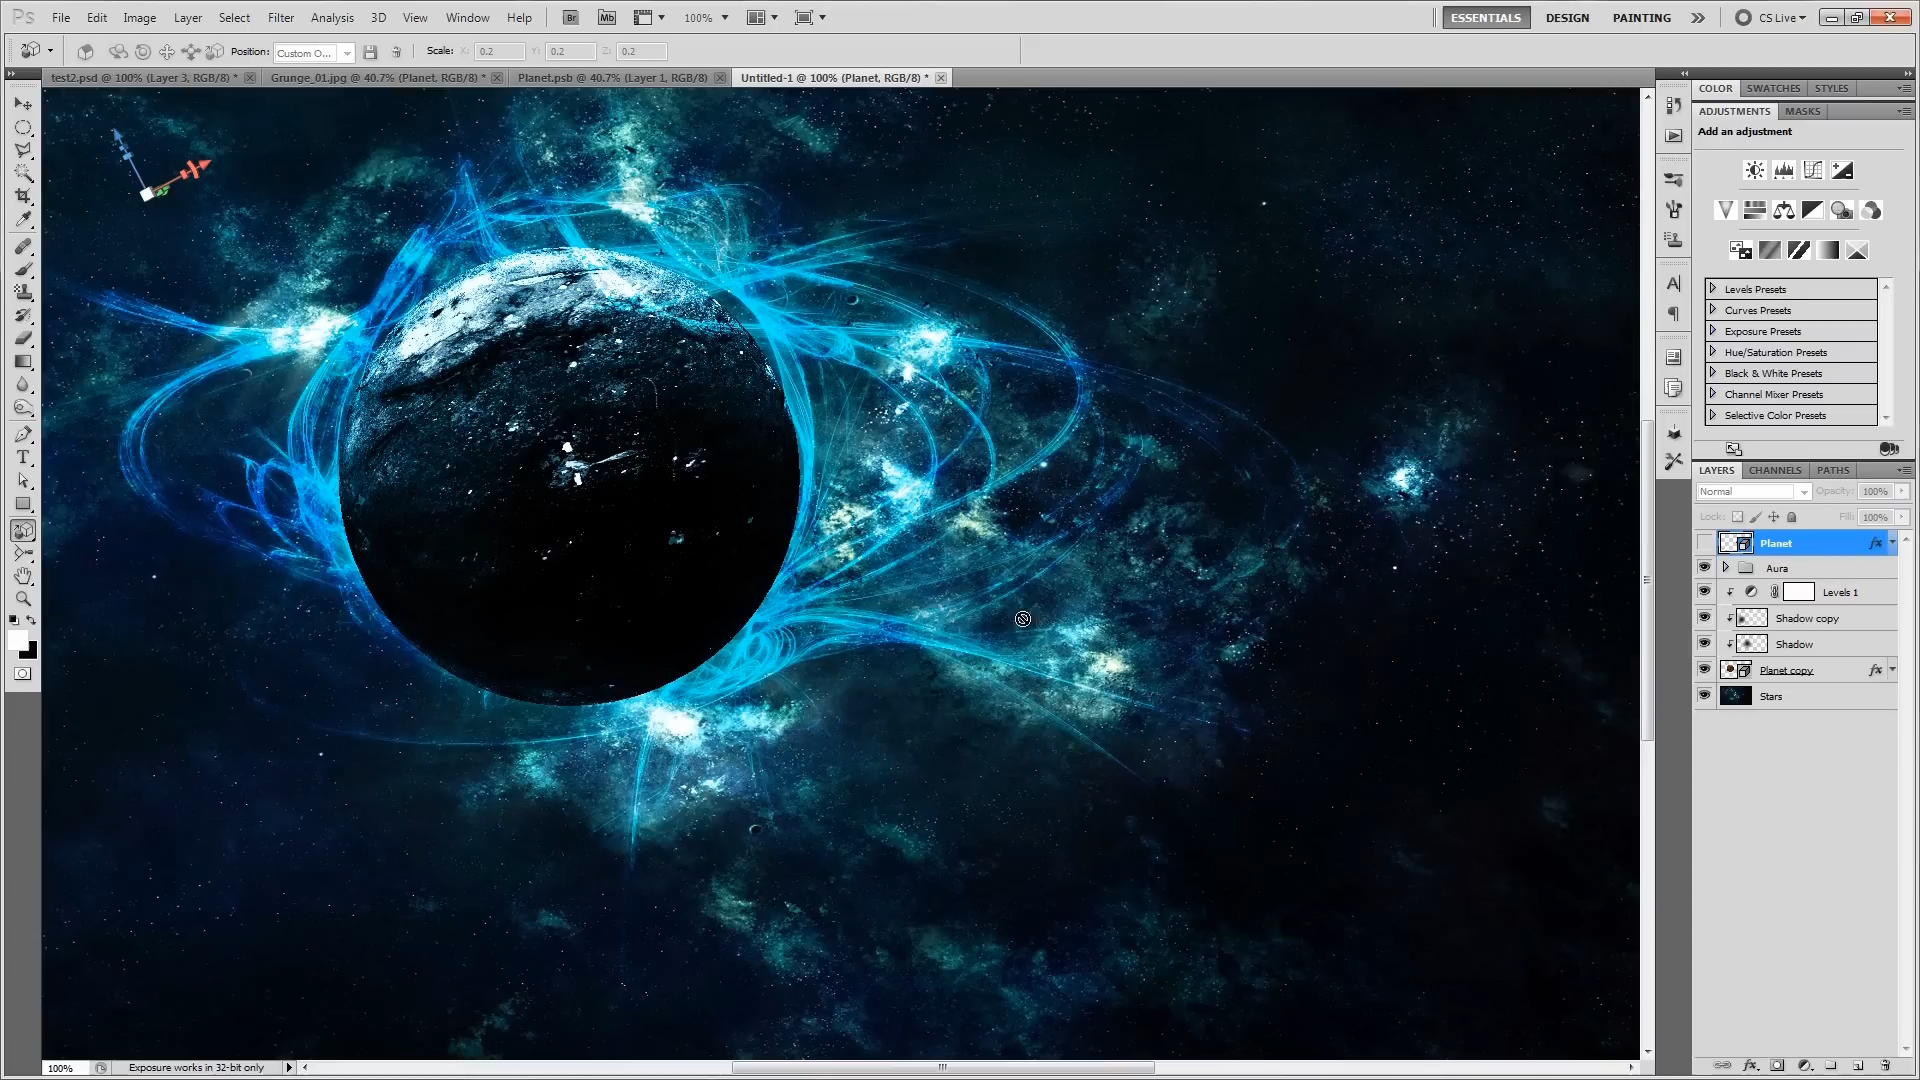 Ps File Edit Image Layer Select Filter Analysis 3D View Window Help Br Mb 100% ESSENTIALS DESIGN PAINTING CS Live
Position: Custom O... Scale: X: 0.2 Y: 0.2 Z: 0.2
test2.psd @ 100% (Layer 3, RGB/8) * Grunge_01.jpg @ 40.7% (Planet, RGB/8) * Planet.psb @ 40.7% (Layer 1, RGB/8) Untitled-1 @ 100% (Planet, RGB/8) *
COLOR SWATCHES STYLES
ADJUSTMENTS MASKS
Add an adjustment
Levels Presets
Curves Presets
Exposure Presets
Hue/Saturation Presets
Black & White Presets
Channel Mixer Presets
Selective Color Presets
LAYERS CHANNELS PATHS
Normal Opacity: 100%
Lock: Fill: 100%
Planet fx
Aura
Levels 1
Shadow copy
Shadow
Planet copy fx
Stars
100% Exposure works in 32-bit only